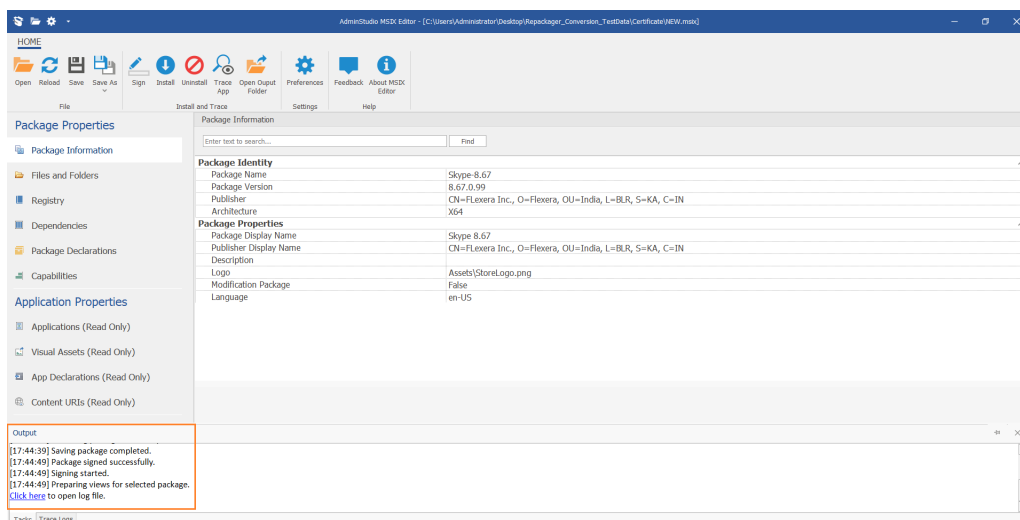 AdminStudio MSIX Editor - [C:\Users\Administrator\Desktop\Repackager_Conversion_TestData\Certificate\NEW.msix]
HOME
Open Reload Save Save As Sign Install Uninstall Trace App Open Ouput Folder Preferences Feedback About MSIX Editor
File Install and Trace Settings Help
Package Properties
Package Information
Files and Folders
Registry
Dependencies
Package Declarations
Capabilities
Application Properties
Applications (Read Only)
Visual Assets (Read Only)
App Declarations (Read Only)
Content URIs (Read Only)
Package Information
Enter text to search... Find
Package Identity
Package Name Skype-8.67
Package Version 8.67.0.99
Publisher CN=FLexera Inc., O=Flexera, OU=India, L=BLR, S=KA, C=IN
Architecture X64
Package Properties
Package Display Name Skype 8.67
Publisher Display Name CN=FLexera Inc., O=Flexera, OU=India, L=BLR, S=KA, C=IN
Description
Logo Assets\StoreLogo.png
Modification Package False
Language en-US
Output
[17:44:39] Saving package completed.
[17:44:49] Package signed successfully.
[17:44:49] Signing started.
[17:44:49] Preparing views for selected package.
Click here to open log file.
Tasks Trace Logs